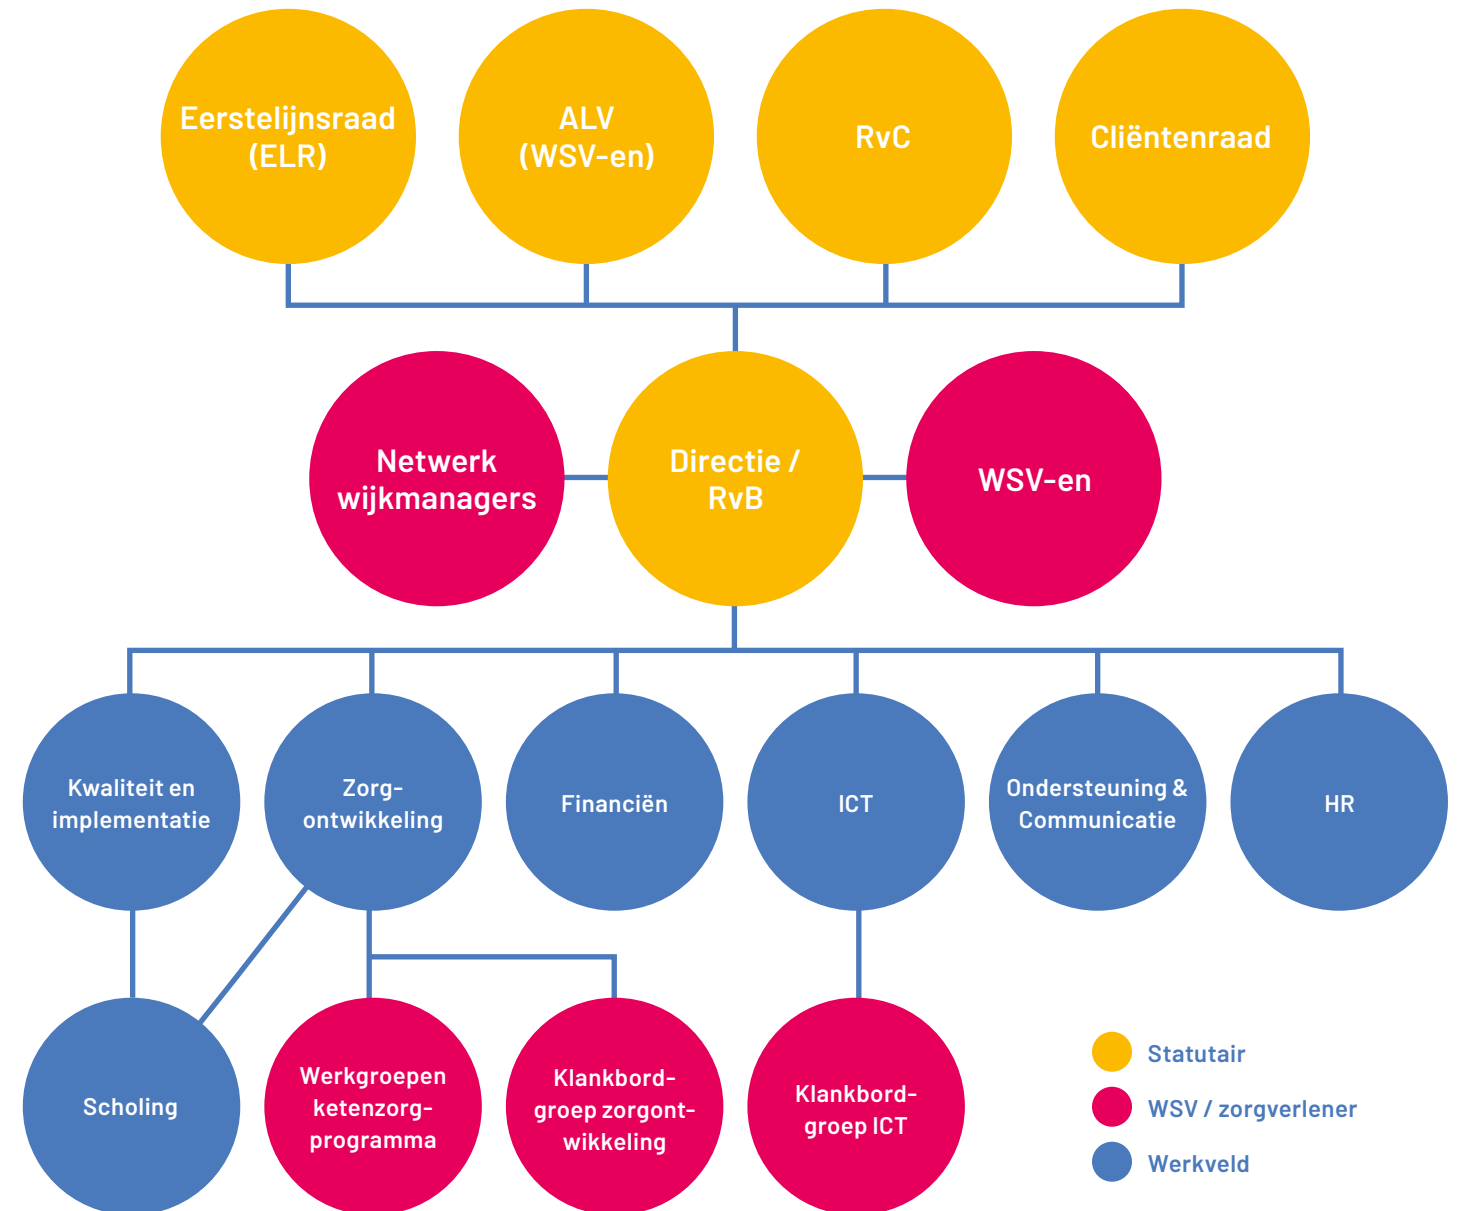 Eerstelijnsraad
(ELR)
ALV
(WSV-en)
RvC
Cliëntenraad
Netwerk
wijkmanagers
Directie /
RvB
WSV-en
Kwaliteit en
implementatie
Zorg-
ontwikkeling
Financiën
ICT
Ondersteuning &
Communicatie
HR
Scholing
Werkgroepen
ketenzorg-
programma
Klankbord-
groep zorgont-
wikkeling
Klankbord-
groep ICT
Statutair
WSV / zorgverlener
Werkveld